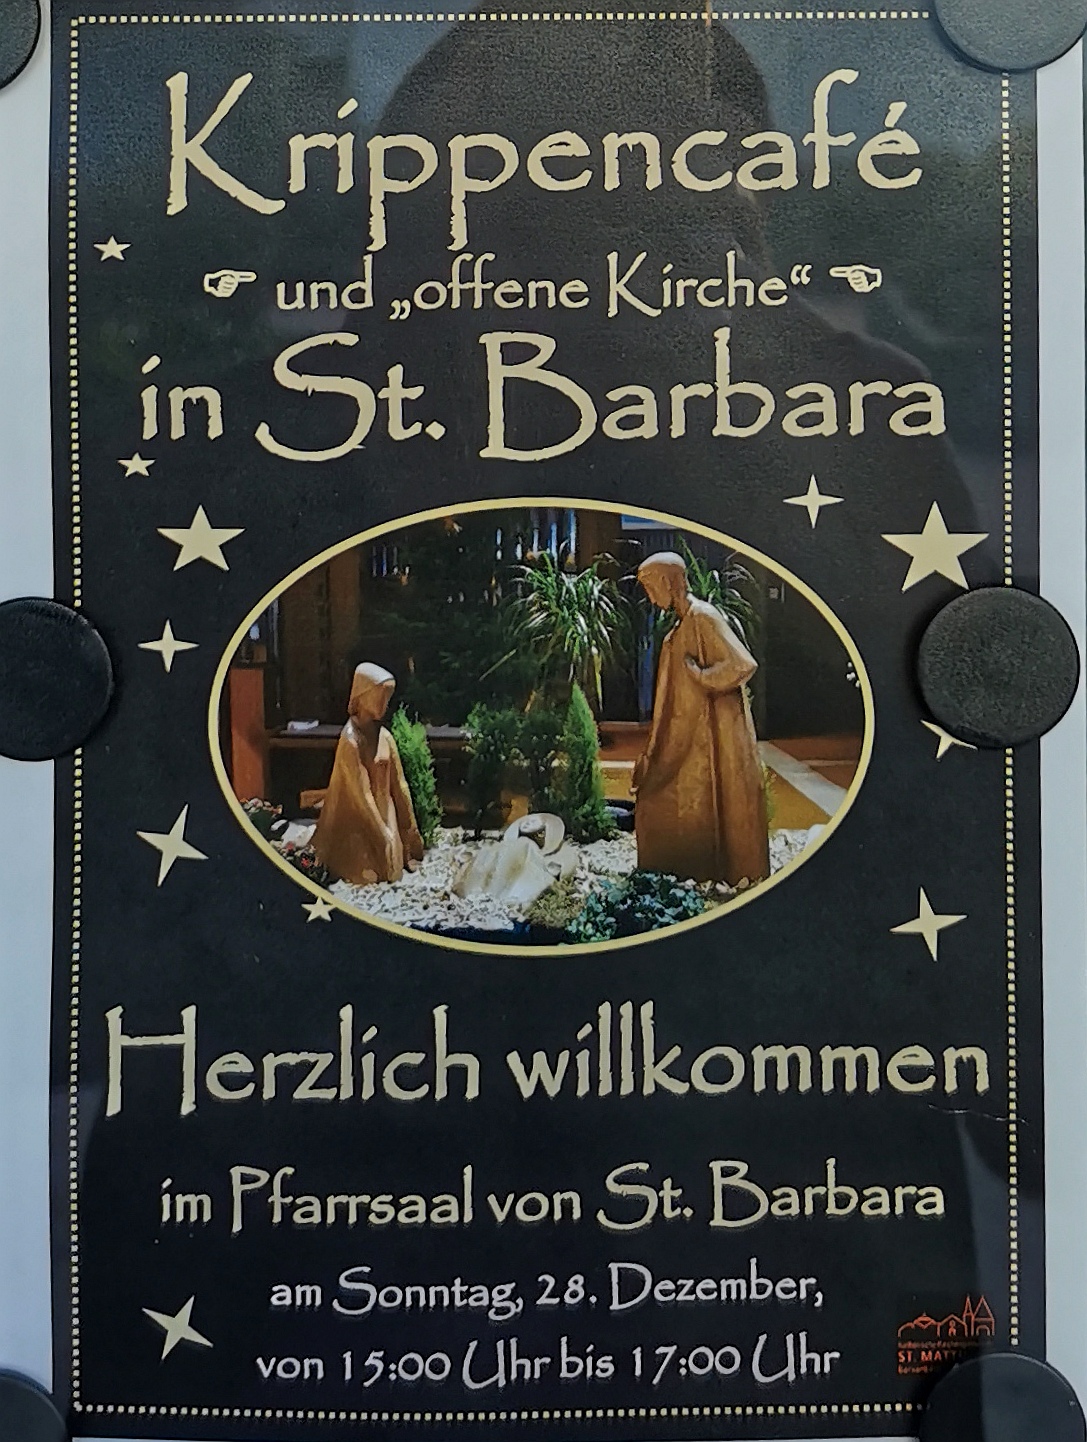 Krippencafé
und „offene Kirche“
in St. Barbara
Herzlich willkommen
im Pfarrsaal von St. Barbara
am Sonntag, 28. Dezember,
von 15:00 Uhr bis 17:00 Uhr
ST.